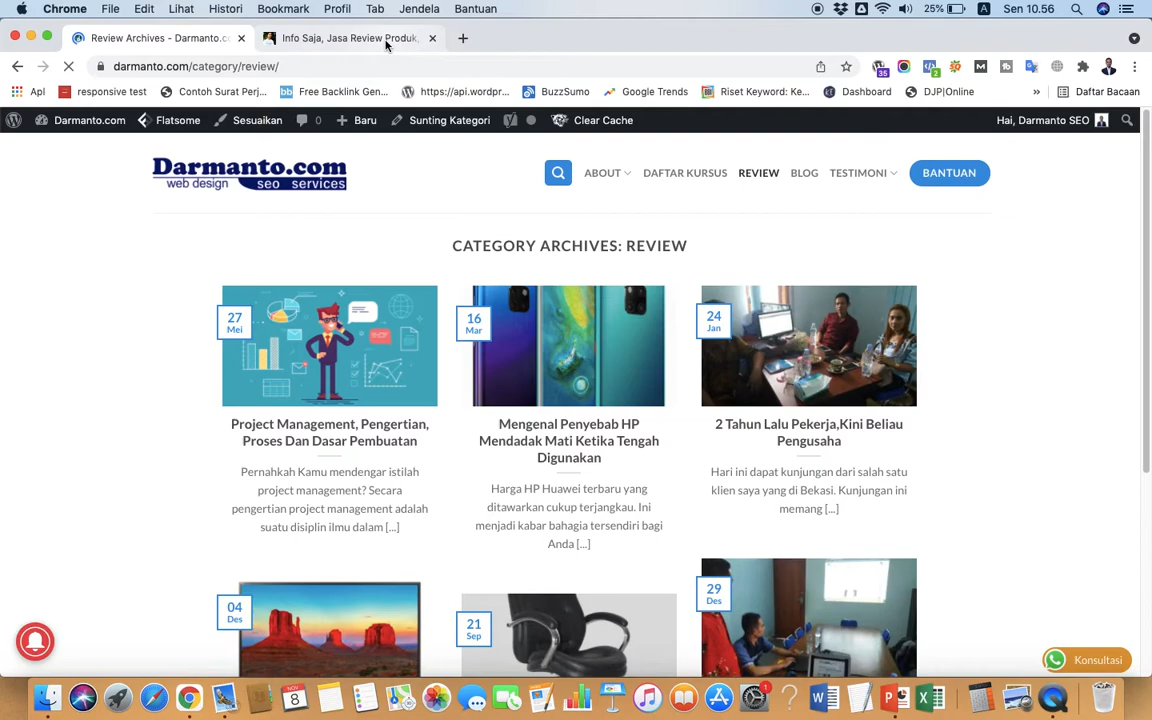 Chrome File Edit Lihat Histori Bookmark Profil Tab Jendela Bantuan 25% A Sen 10.56
Review Archives - Darmanto.co
Info Saja, Jasa Review Produk,
darmanto.com/category/review/
35
2
Apl responsive test Contoh Surat Perj... Free Backlink Gen... https://api.wordpr... BuzzSumo Google Trends Riset Keyword: Ke... Dashboard DJP|Online » Daftar Bacaan
Darmanto.com Flatsome Sesuaikan 0 Baru Sunting Kategori Clear Cache Hai, Darmanto SEO
Darmanto.com
web design seo services
ABOUT DAFTAR KURSUS REVIEW BLOG TESTIMONI BANTUAN
CATEGORY ARCHIVES: REVIEW
27
Mei
Project Management, Pengertian,
Proses Dan Dasar Pembuatan
Pernahkah Kamu mendengar istilah
project management? Secara
pengertian project management adalah
suatu disiplin ilmu dalam [...]
16
Mar
Mengenal Penyebab HP
Mendadak Mati Ketika Tengah
Digunakan
Harga HP Huawei terbaru yang
ditawarkan cukup terjangkau. Ini
menjadi kabar bahagia tersendiri bagi
Anda [...]
24
Jan
2 Tahun Lalu Pekerja,Kini Beliau
Pengusaha
Hari ini dapat kunjungan dari salah satu
klien saya yang di Bekasi. Kunjungan ini
memang [...]
04
Des
21
Sep
29
Des
Konsultasi
NOV
8
1